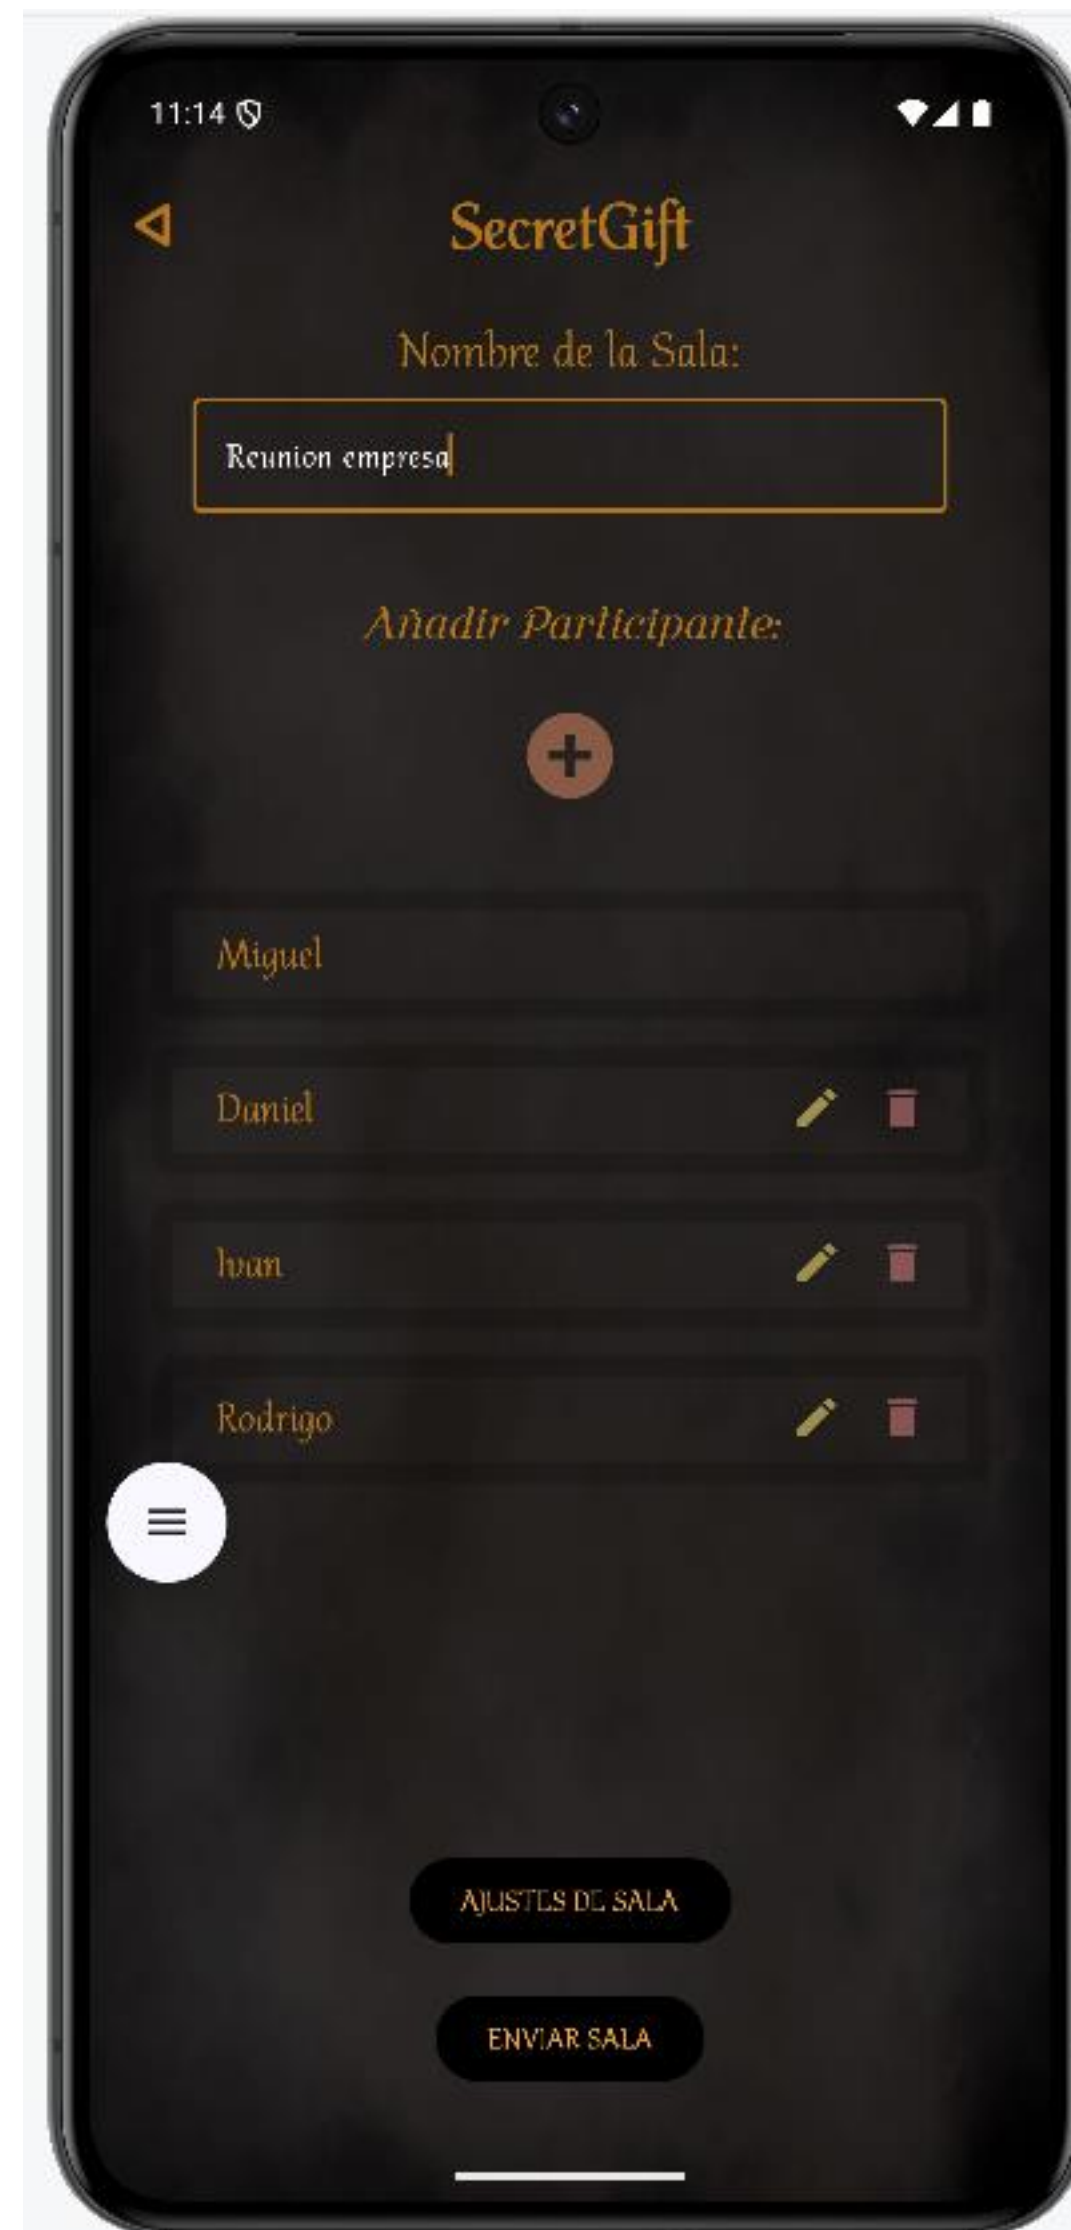 11:14
SecretGift
Nombre de la Sala:
Reunion empresa
Añadir Participante:
Miguel
Daniel
Ivan
Rodrigo
AJUSTES DE SALA
ENVIAR SALA